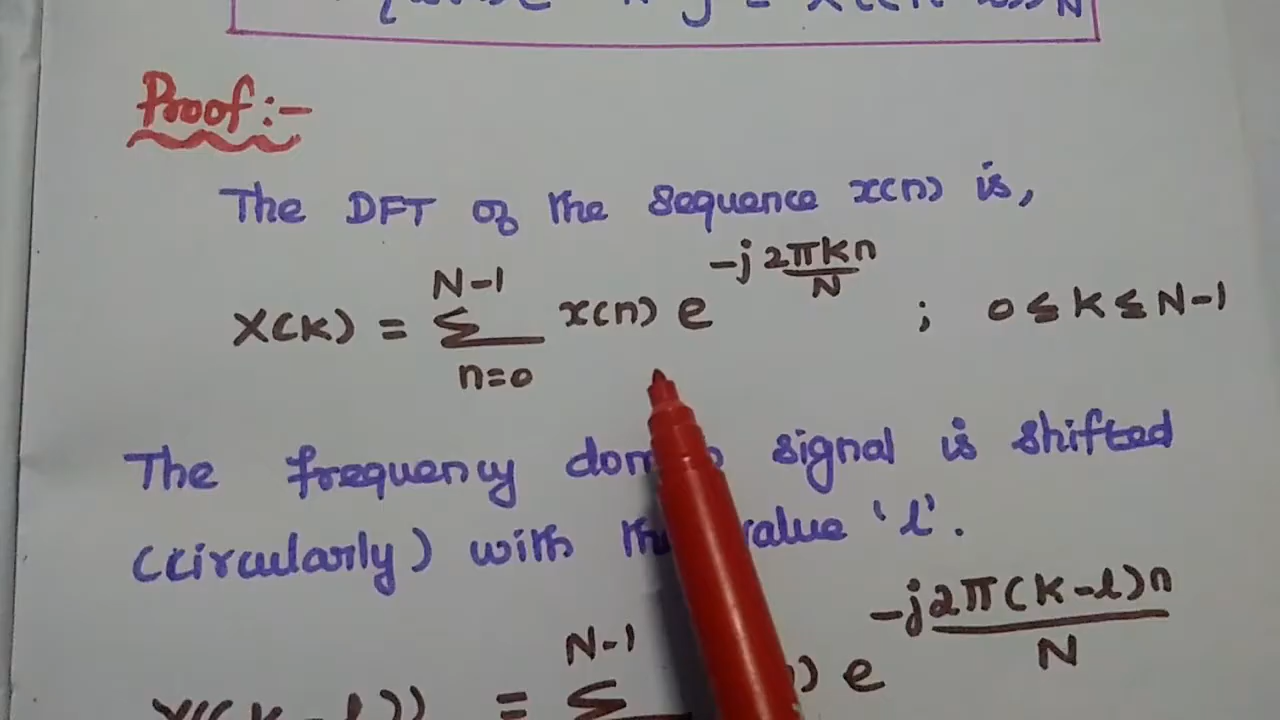 Proof:-
The DFT of the sequence x(n) is,
X(K) = N-1 Σ n=0 x(n) e -j2πKn/N ; 0 ≤ K ≤ N-1
The frequency signal is shifted
(circularly) with value 'l'.
N-1 Σ e -j2π(K-l)n/N